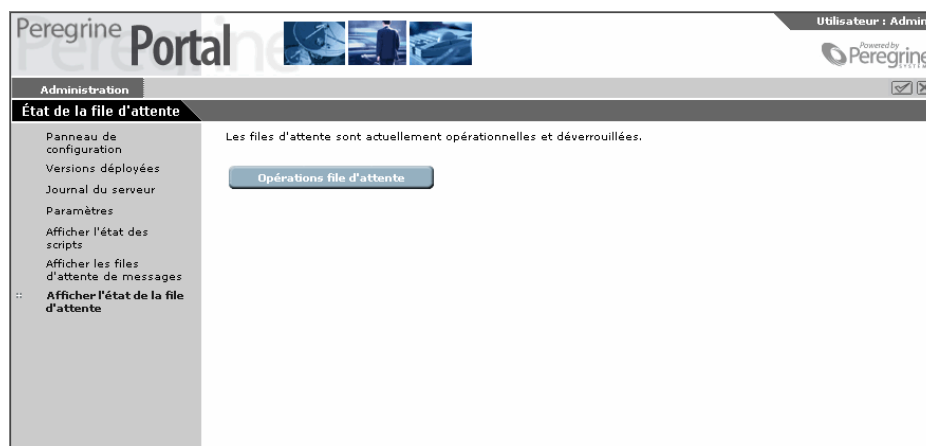 Peregrine Portal
Utilisateur : Admin
Powered by
Peregrine
SYSTEMS
Administration
État de la file d'attente
Panneau de
configuration
Versions déployées
Journal du serveur
Paramètres
Afficher l'état des
scripts
Afficher les files
d'attente de messages
Afficher l'état de la file
d'attente
Les files d'attente sont actuellement opérationnelles et déverrouillées.
Opérations file d'attente